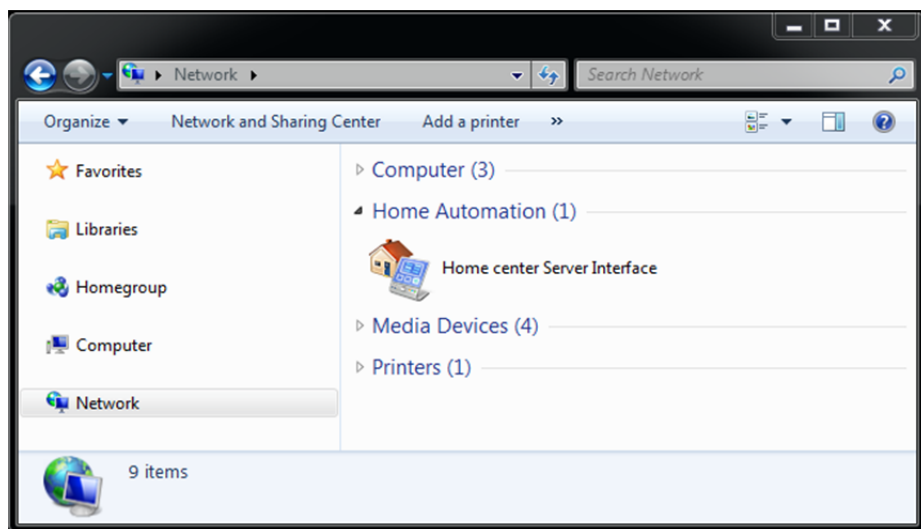 Network
Search Network
Organize Network and Sharing Center Add a printer »
Favorites
Libraries
Homegroup
Computer
Network
Computer (3)
Home Automation (1)
Home center Server Interface
Media Devices (4)
Printers (1)
9 items